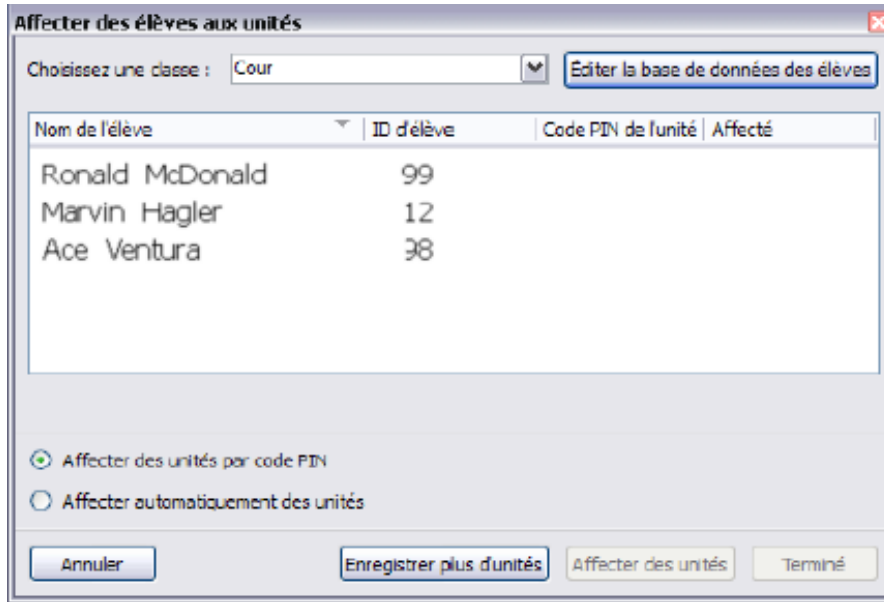 Affecter des élèves aux unités
Choisissez une classe : Cour Éditer la base de données des élèves
Nom de l'élève ID d'élève Code PIN de l'unité Affecté
Ronald McDonald 99
Marvin Hagler 12
Ace Ventura 98
Affecter des unités par code PIN
Affecter automatiquement des unités
Annuler Enregistrer plus d'unités Affecter des unités Terminé